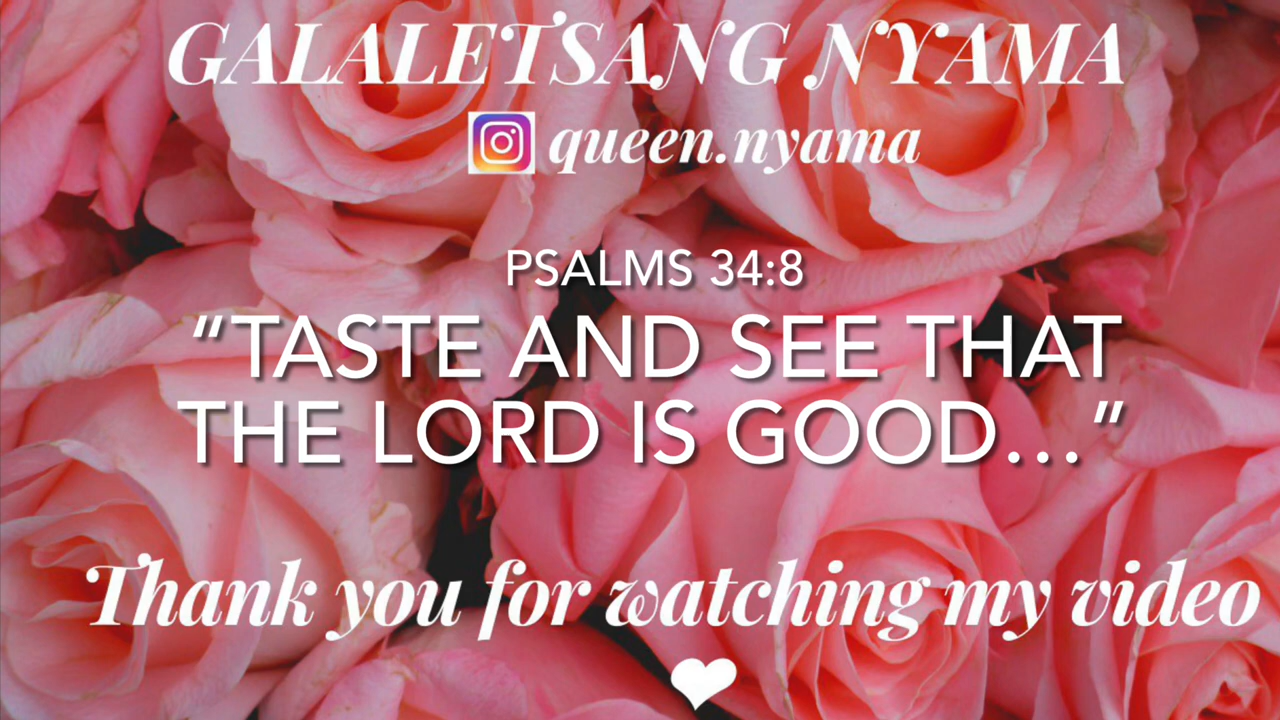 GALALETSANG NYAMA
queen.nyama
PSALMS 34:8
“TASTE AND SEE THAT
THE LORD IS GOOD...”
Thank you for watching my video